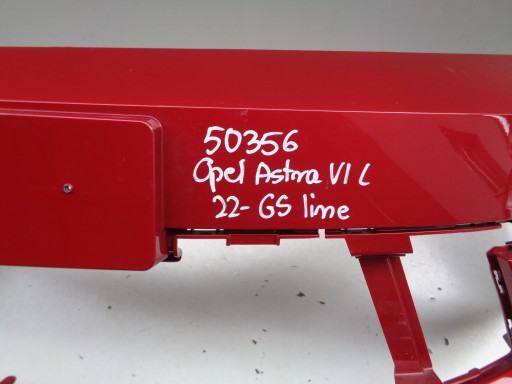 50356
Opel Astra VI L
22- GS line